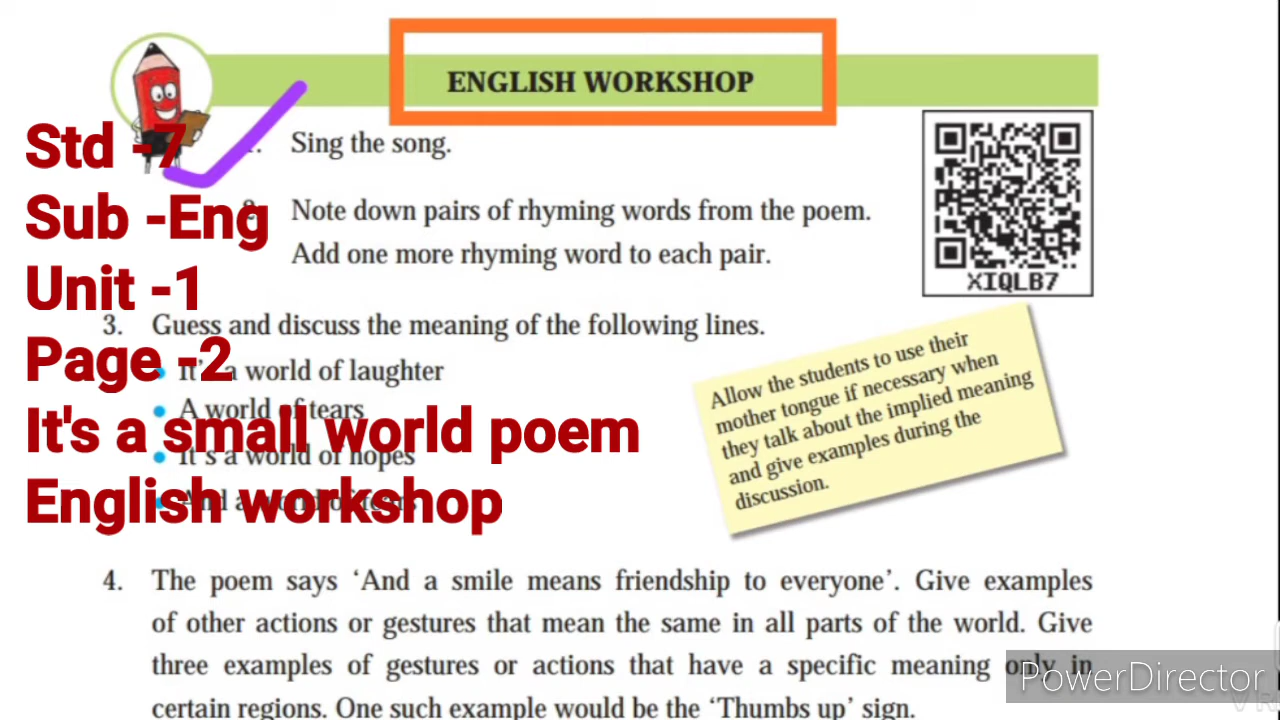 ENGLISH WORKSHOP
Sing the song.
Note down pairs of rhyming words from the poem.
Add one more rhyming word to each pair.
XIQLB7
3. Guess and discuss the meaning of the following lines.
• It's a world of laughter
• A world of tears
• It's a world of hopes
• And a world of
Allow the students to use their
mother tongue if necessary when
they talk about the implied meaning
and give examples during the
discussion.
4. The poem says ‘And a smile means friendship to everyone’. Give examples
of other actions or gestures that mean the same in all parts of the world. Give
three examples of gestures or actions that have a specific meaning only in
certain regions. One such example would be the ‘Thumbs up’ sign.
Std -7
Sub -Eng
Unit -1
Page -2
It's a small world poem
English workshop
PowerDirector